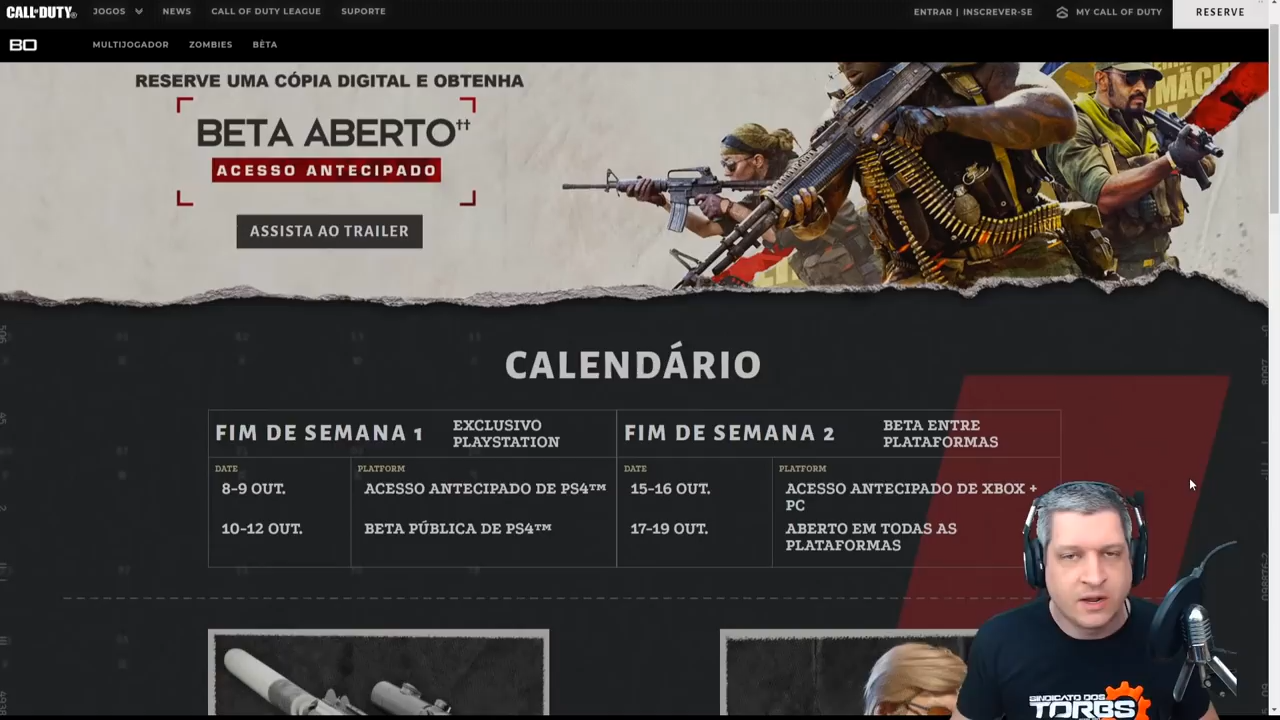 CALL OF DUTY®
JOGOS
NEWS
CALL OF DUTY LEAGUE
SUPORTE
ENTRAR | INSCREVER-SE
MY CALL OF DUTY
RESERVE
BO
MULTIJOGADOR
ZOMBIES
BÊTA
RESERVE UMA CÓPIA DIGITAL E OBTENHA
BETA ABERTO††
ACESSO ANTECIPADO
ASSISTA AO TRAILER
CALENDÁRIO
FIM DE SEMANA 1
EXCLUSIVO
PLAYSTATION
FIM DE SEMANA 2
BETA ENTRE
PLATAFORMAS
DATE
PLATFORM
DATE
PLATFORM
8-9 OUT.
ACESSO ANTECIPADO DE PS4™
15-16 OUT.
ACESSO ANTECIPADO DE XBOX +
PC
10-12 OUT.
BETA PÚBLICA DE PS4™
17-19 OUT.
ABERTO EM TODAS AS
PLATAFORMAS
SINDICATO DOS
TORBS